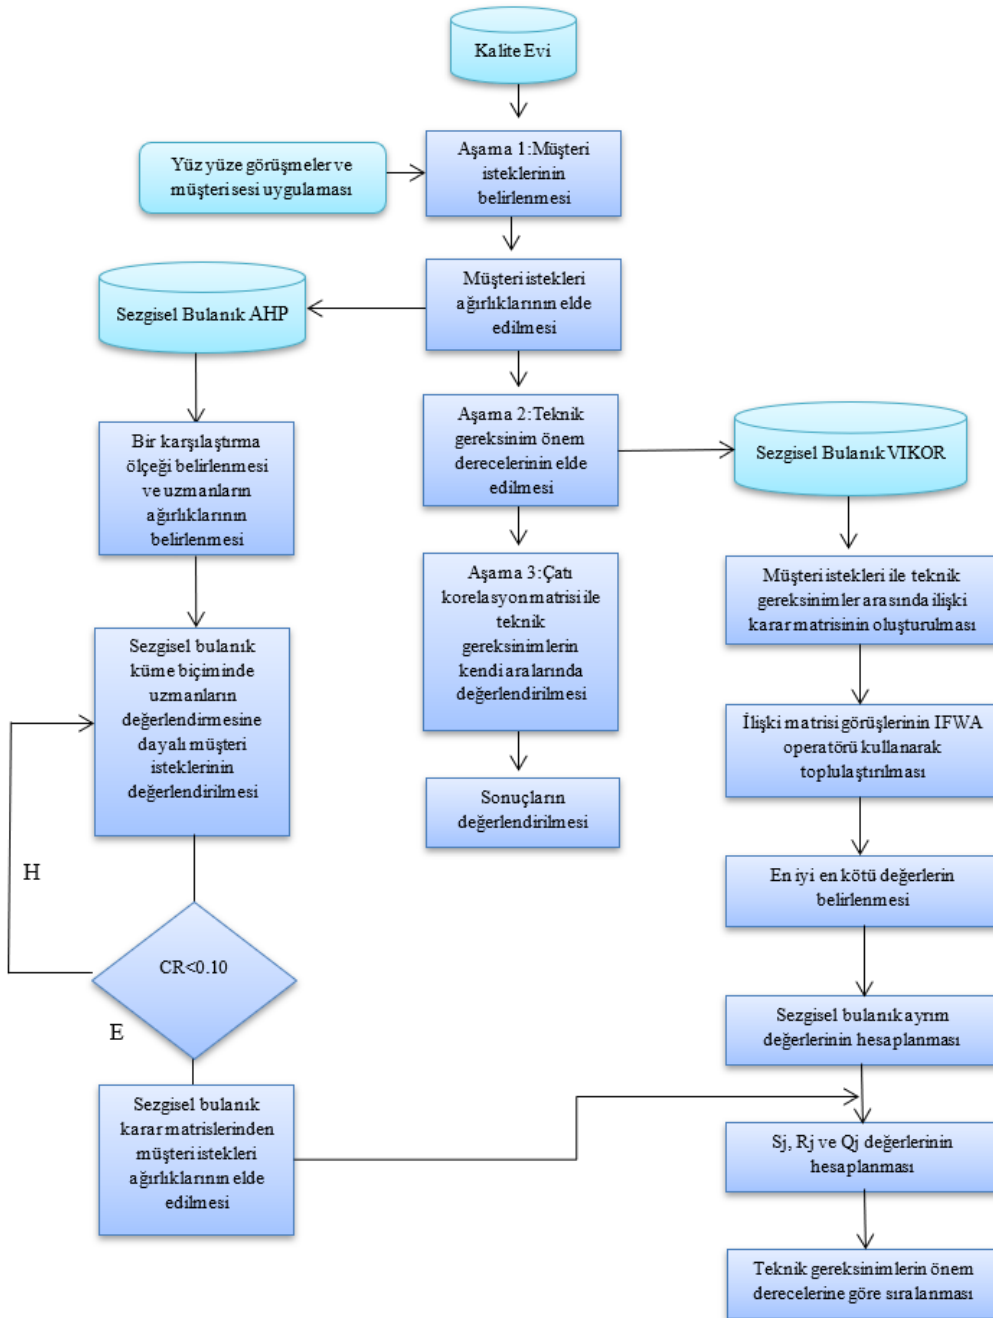 Kalite Evi
Yüz yüze görüşmeler ve
müşteri sesi uygulaması
Aşama 1:Müşteri
isteklerinin
belirlenmesi
Müşteri istekleri
ağırlıklarının elde
edilmesi
Sezgisel Bulanık AHP
Aşama 2:Teknik
gereksinim önem
derecelerinin elde
edilmesi
Sezgisel Bulanık VIKOR
Bir karşılaştırma
ölçeği belirlenmesi
ve uzmanların
ağırlıklarının
belirlenmesi
Aşama 3:Çatı
korelasyon matrisi ile
teknik
gereksinimlerin
kendi aralarında
değerlendirilmesi
Müşteri istekleri ile teknik
gereksinimler arasında ilişki
karar matrisinin oluşturulması
Sezgisel bulanık
küme biçiminde
uzmanların
değerlendirmesine
dayalı müşteri
isteklerinin
değerlendirilmesi
İlişki matrisi görüşlerinin IFWA
operatörü kullanarak
toplulaştırılması
Sonuçların
değerlendirilmesi
H
En iyi en kötü değerlerin
belirlenmesi
CR<0.10
E
Sezgisel bulanık ayrım
değerlerinin hesaplanması
Sezgisel bulanık
karar matrislerinden
müşteri istekleri
ağırlıklarının elde
edilmesi
Sj, Rj ve Qj değerlerinin
hesaplanması
Teknik gereksinimlerin önem
derecelerine göre sıralanması